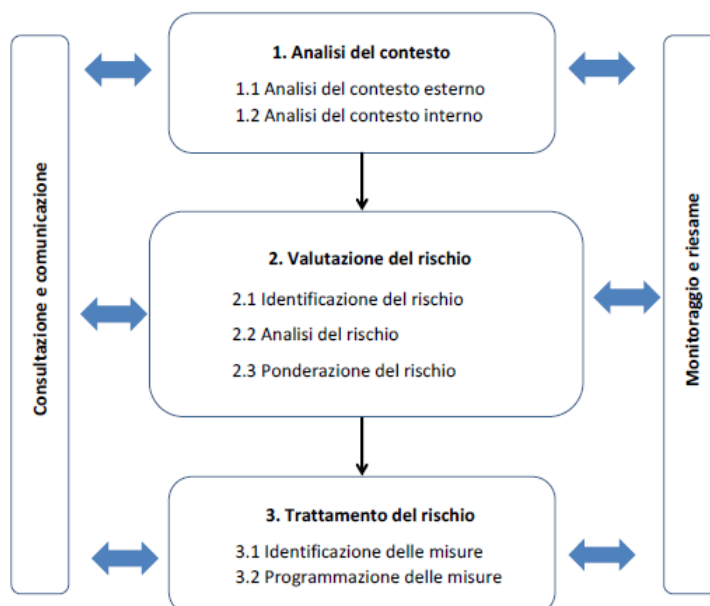 Consultazione e comunicazione
1. Analisi del contesto
1.1 Analisi del contesto esterno
1.2 Analisi del contesto interno
2. Valutazione del rischio
2.1 Identificazione del rischio
2.2 Analisi del rischio
2.3 Ponderazione del rischio
3. Trattamento del rischio
3.1 Identificazione delle misure
3.2 Programmazione delle misure
Monitoraggio e riesame